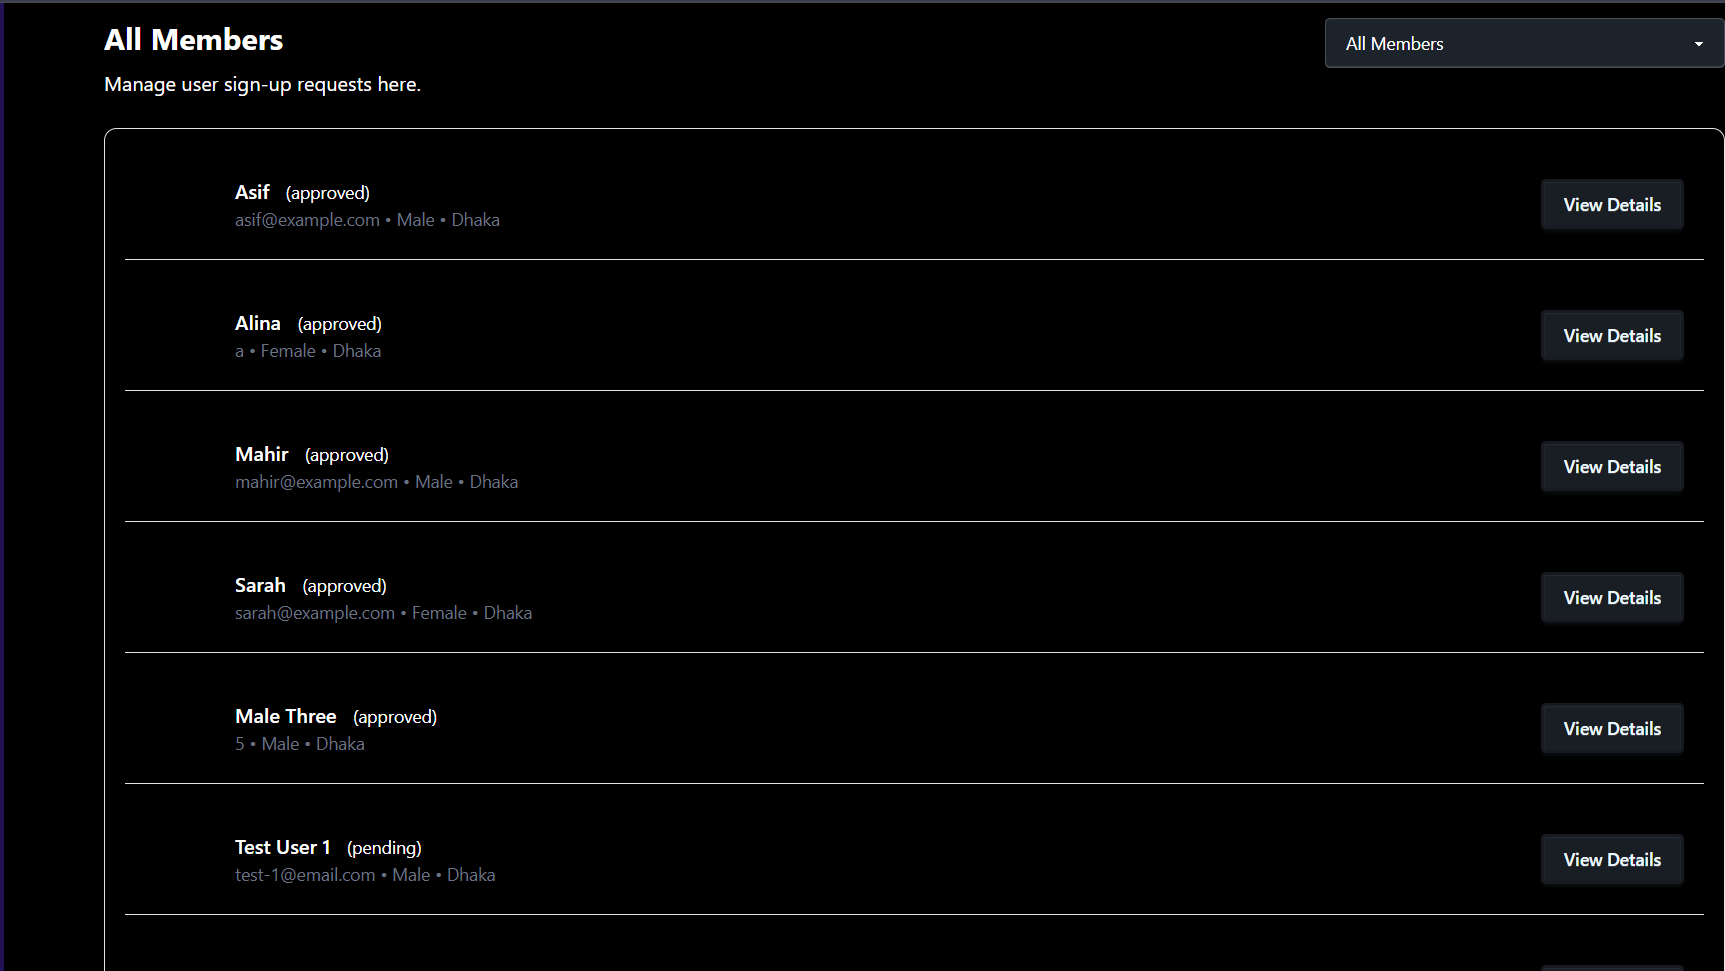 All Members
All Members
Manage user sign-up requests here.
Asif (approved)
asif@example.com • Male • Dhaka
View Details
Alina (approved)
a • Female • Dhaka
View Details
Mahir (approved)
mahir@example.com • Male • Dhaka
View Details
Sarah (approved)
sarah@example.com • Female • Dhaka
View Details
Male Three (approved)
5 • Male • Dhaka
View Details
Test User 1 (pending)
test-1@email.com • Male • Dhaka
View Details